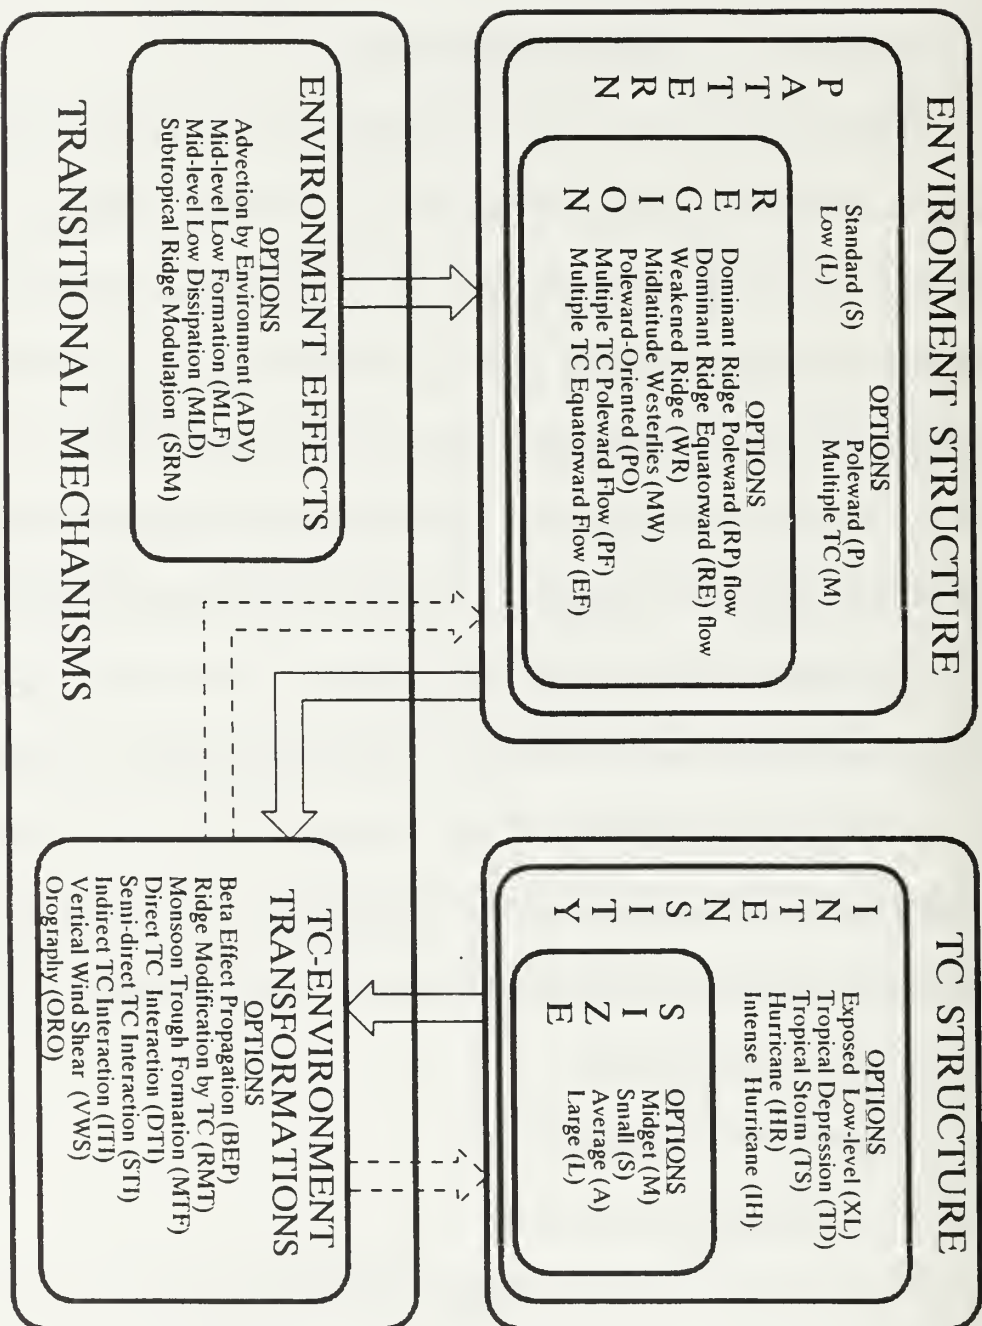 ENVIRONMENT STRUCTURE
OPTIONS
Standard (S)
Low (L)
Poleward (P)
Multiple TC (M)
PATTERN
REGION
OPTIONS
Dominant Ridge Poleward (RP) flow
Dominant Ridge Equatorward (RE) flow
Weakened Ridge (WR)
Midlatitude Westerlies (MW)
Poleward-Oriented (PO)
Multiple TC Poleward Flow (PF)
Multiple TC Equatorward Flow (EF)
TC STRUCTURE
INTENSITY
OPTIONS
Exposed Low-level (XL)
Tropical Depression (TD)
Tropical Storm (TS)
Hurricane (HR)
Intense Hurricane (IH)
SIZE
OPTIONS
Midget (M)
Small (S)
Average (A)
Large (L)
ENVIRONMENT EFFECTS
OPTIONS
Advection by Environment (ADV)
Mid-level Low Formation (MLF)
Mid-level Low Dissipation (MLD)
Subtropical Ridge Modulation (SRM)
TC-ENVIRONMENT
TRANSFORMATIONS
OPTIONS
Beta Effect Propagation (BEP)
Ridge Modification by TC (RMT)
Monsoon Trough Formation (MTF)
Direct TC Interaction (DTI)
Semi-direct TC Interaction (STI)
Indirect TC Interaction (ITI)
Vertical Wind Shear (VWS)
Orography (ORO)
TRANSITIONAL MECHANISMS